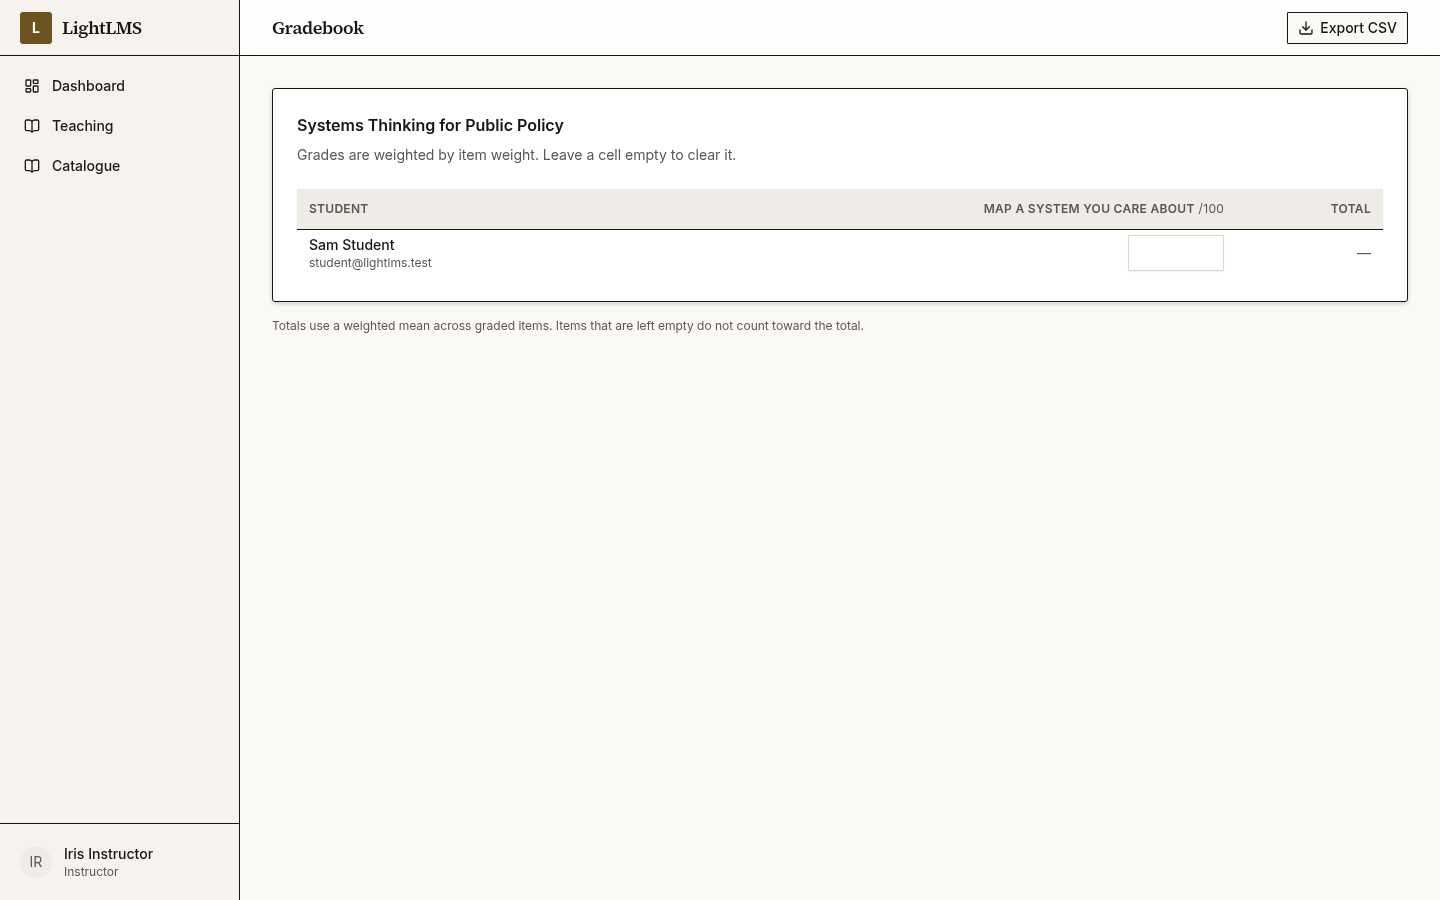 L LightLMS
Gradebook
Export CSV
Dashboard
Teaching
Catalogue
Systems Thinking for Public Policy
Grades are weighted by item weight. Leave a cell empty to clear it.
STUDENT MAP A SYSTEM YOU CARE ABOUT /100 TOTAL
Sam Student
student@lightlms.test
—
Totals use a weighted mean across graded items. Items that are left empty do not count toward the total.
IR
Iris Instructor
Instructor